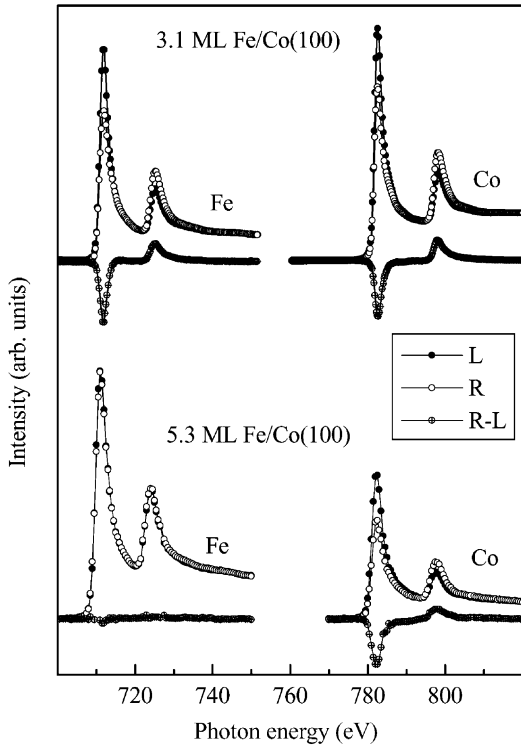 3.1 ML Fe/Co(100)
Fe
Co
L
R
R-L
5.3 ML Fe/Co(100)
Fe
Co
Intensity (arb. units)
720 740 760 780 800
Photon energy (eV)